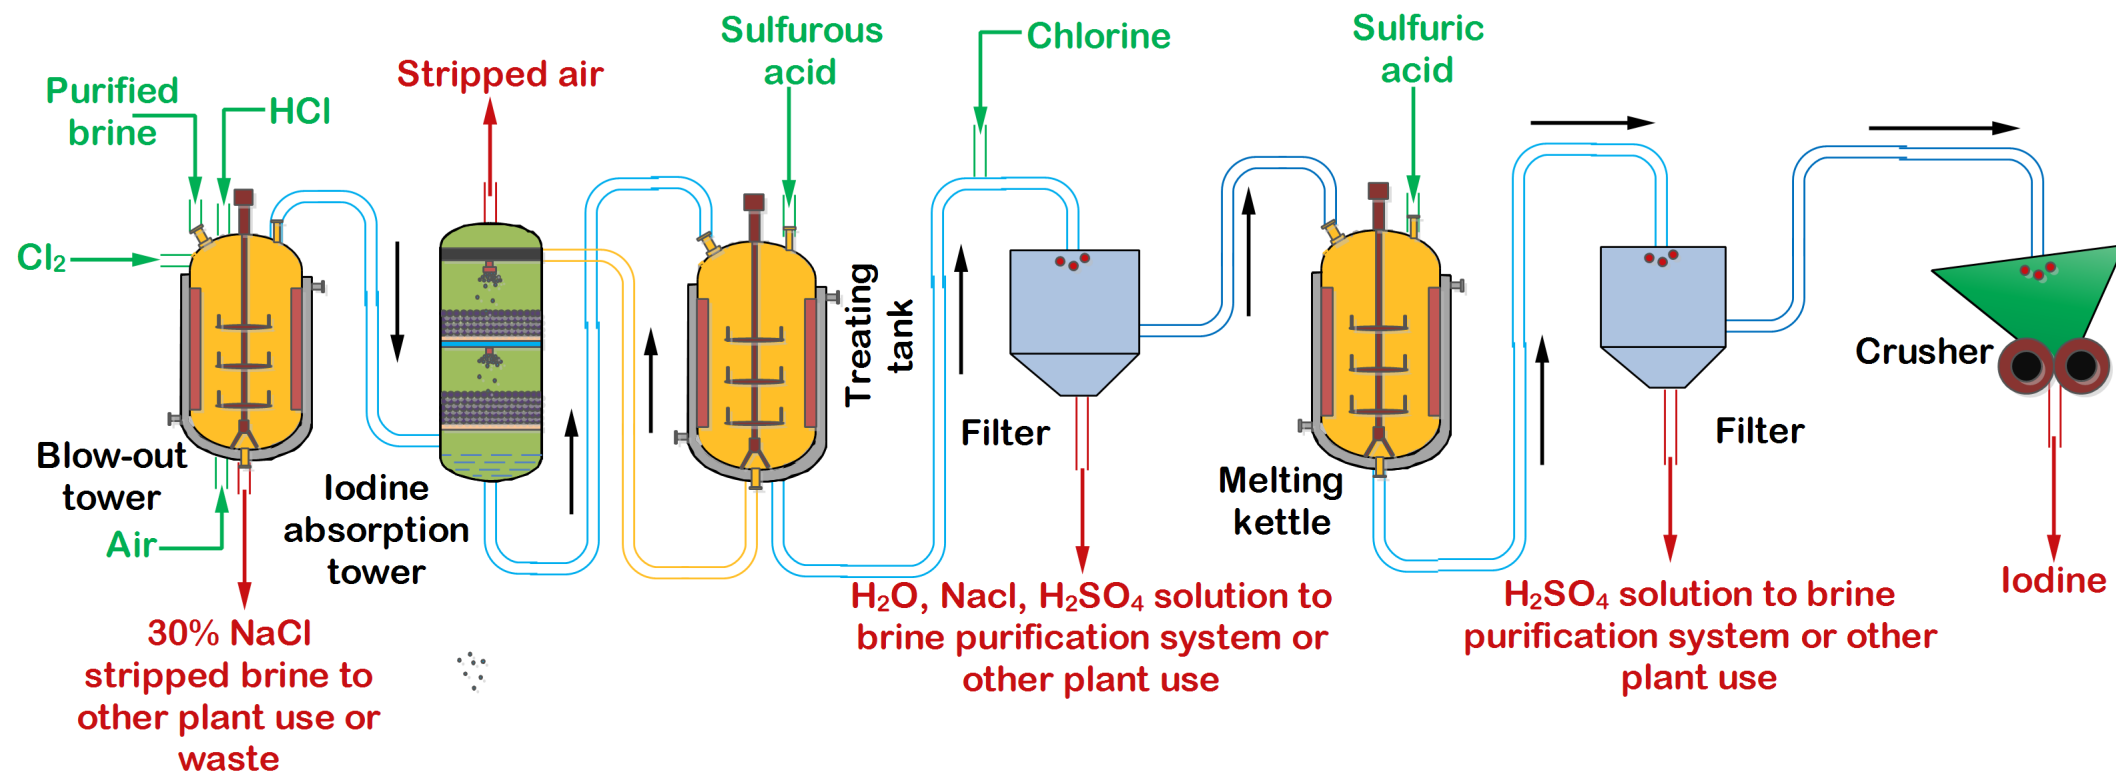 Purified
brine
HCl
Cl₂
Blow-out
tower
Air
30% NaCl
stripped brine to
other plant use or
waste
Stripped air
Iodine
absorption
tower
Sulfurous
acid
Treating
tank
Chlorine
Filter
H₂O, Nacl, H₂SO₄ solution to
brine purification system or
other plant use
Sulfuric
acid
Melting
kettle
Filter
H₂SO₄ solution to brine
purification system or other
plant use
Crusher
Iodine